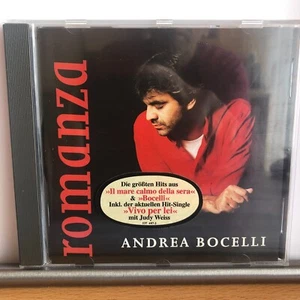 romanza
Die größten Hits aus
»Il mare calmo della sera«
& »Bocelli«
Inkl. der aktuellen Hit-Single
»Vivo per lei«
mit Judy Weiss
ANDREA BOCELLI